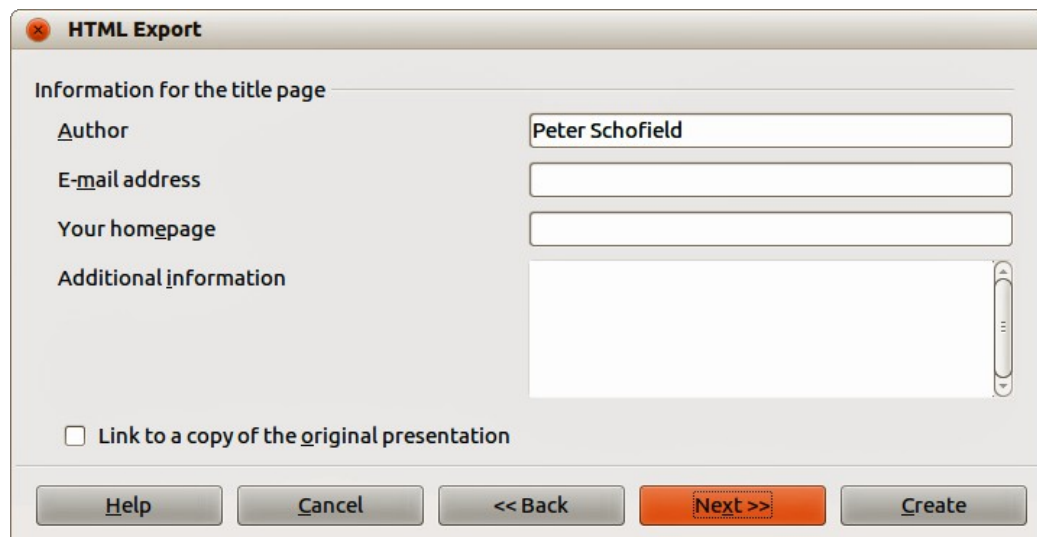 HTML Export
Information for the title page
Author
Peter Schofield
E-mail address
Your homepage
Additional information
Link to a copy of the original presentation
Help
Cancel
<< Back
Next >>
Create